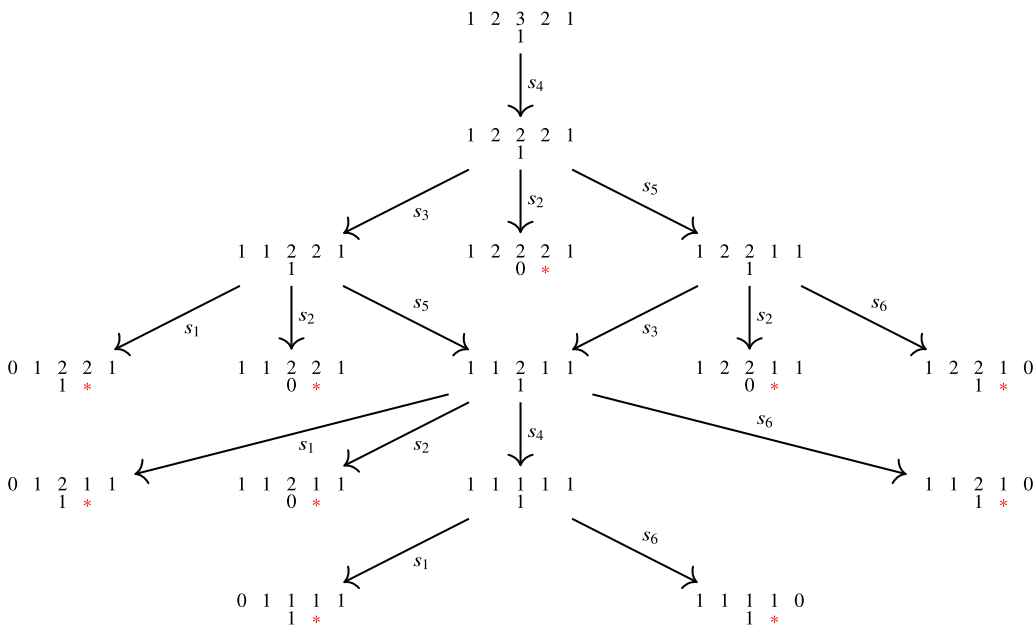 1 2 3 2 1
1
s₄
1 2 2 2 1
1
s₃ s₂ s₅
1 1 2 2 1 1 2 2 2 1 1 2 2 1 1
1 0 * 1
s₁ s₂ s₅ s₃ s₂ s₆
0 1 2 2 1 1 1 2 2 1 1 1 2 1 1 1 2 2 1 1 1 2 2 1 0
1 * 0 * 1 0 * 1 *
s₁ s₂ s₄ s₆
0 1 2 1 1 1 1 2 1 1 1 1 1 1 1 1 1 2 1 0
1 * 0 * 1 1 *
s₁ s₆
0 1 1 1 1 1 1 1 1 0
1 * 1 *